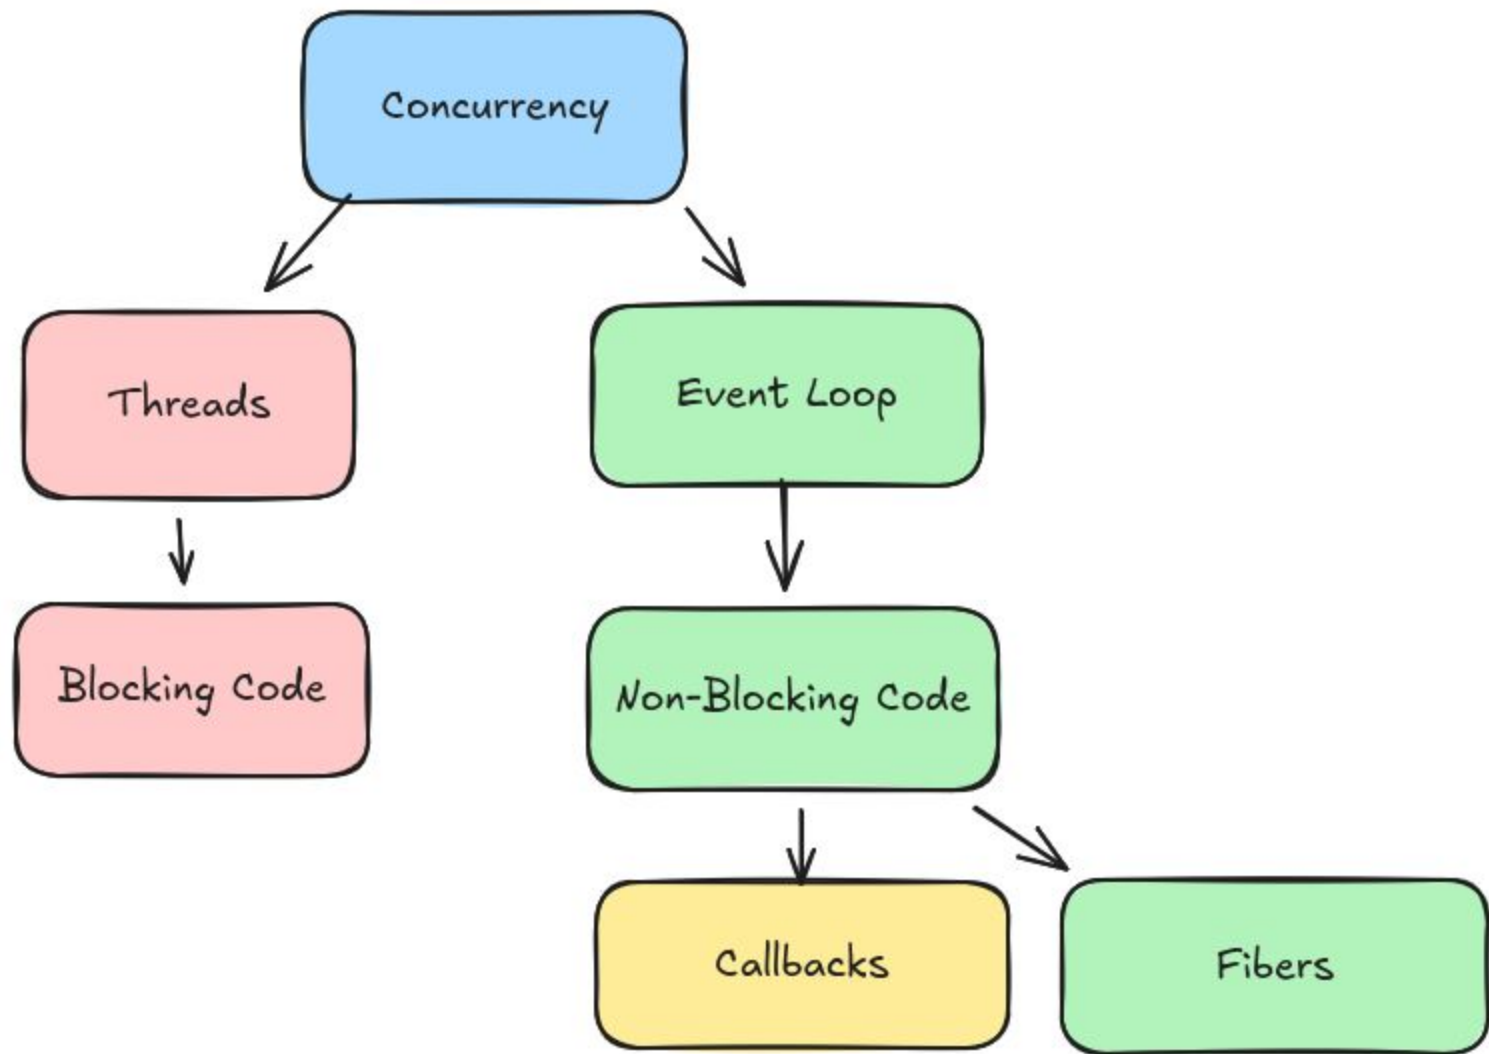 Concurrency
Threads
Event Loop
Blocking Code
Non-Blocking Code
Callbacks
Fibers